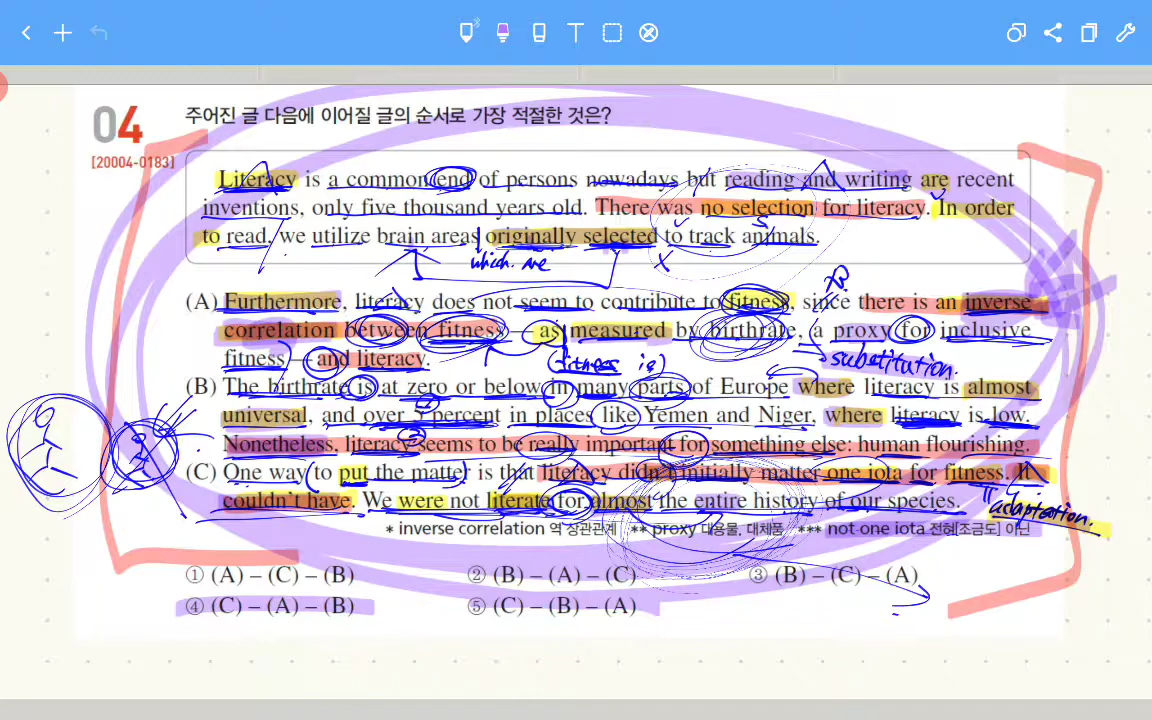 04
[20004-0183]
주어진 글 다음에 이어질 글의 순서로 가장 적절한 것은?
Literacy is a common end of persons nowadays but reading and writing are recent
inventions, only five thousand years old. There was no selection for literacy. In order
to read, we utilize brain areas originally selected to track animals.
which are
(A) Furthermore, literacy does not seem to contribute to fitness, since there is an inverse
correlation between fitness — as measured by birthrate, a proxy for inclusive
fitness — and literacy.
(fitness is)
substitution.
(B) The birthrate is at zero or below in many parts of Europe where literacy is almost
universal, and over 5 percent in places like Yemen and Niger, where literacy is low.
Nonetheless, literacy seems to be really important for something else: human flourishing.
(C) One way to put the matter is that literacy didn't initially matter one iota for fitness. It
couldn't have. We were not literate for almost the entire history of our species.
adaptation.
* inverse correlation 역 상관관계 ** proxy 대용물, 대체품 *** not one iota 전혀[조금도] 아닌
① (A) – (C) – (B) ② (B) – (A) – (C) ③ (B) – (C) – (A)
④ (C) – (A) – (B) ⑤ (C) – (B) – (A)